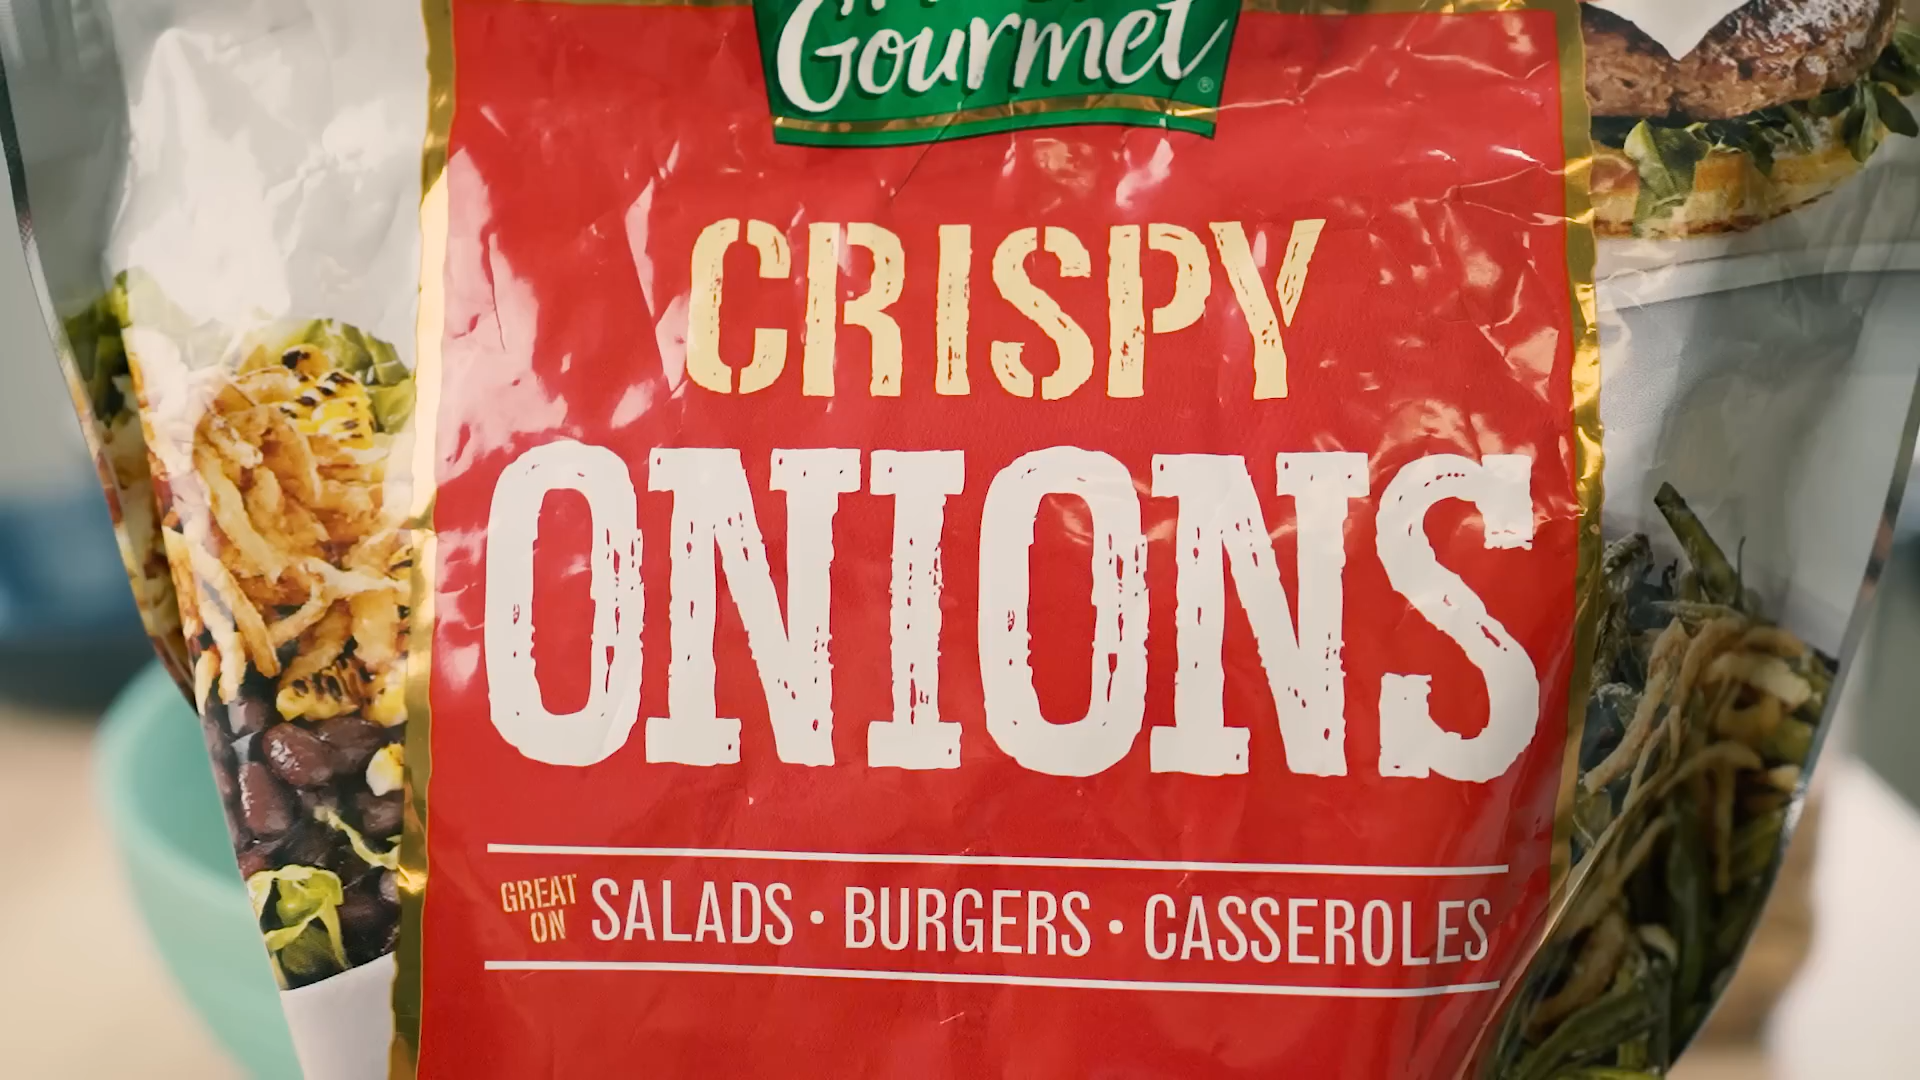 Gourmet®
CRISPY
ONIONS
GREAT ON SALADS · BURGERS · CASSEROLES